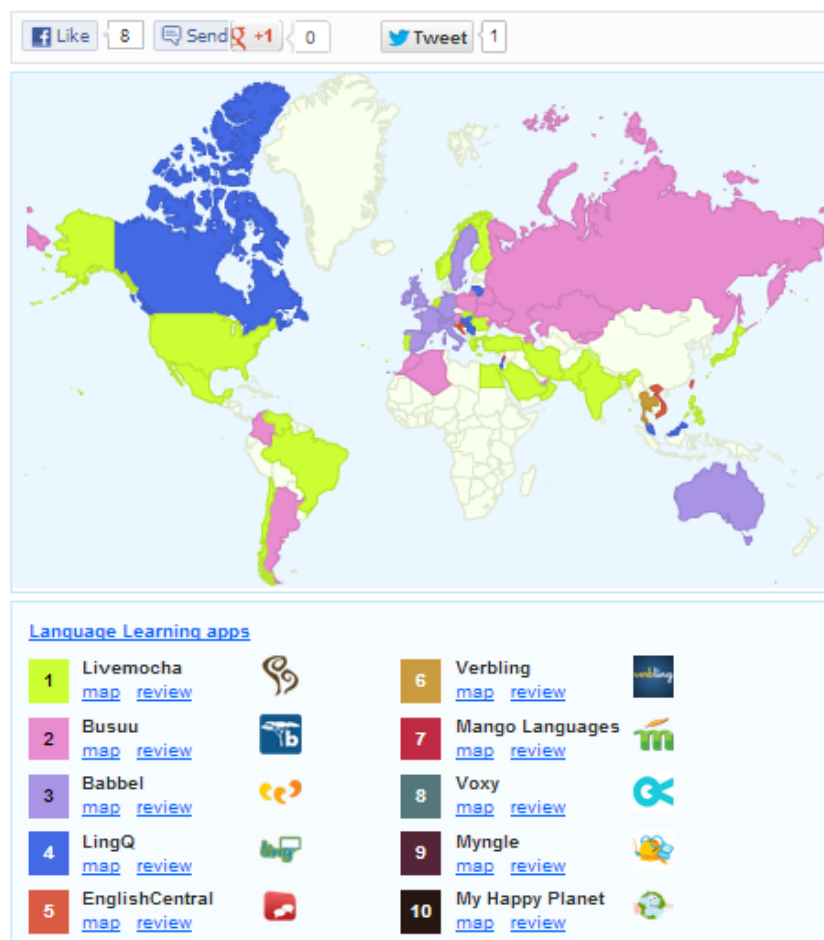 Like 8 Send +1 0 Tweet 1
Language Learning apps
1 Livemocha
map review
2 Busuu
map review
b
3 Babbel
map review
4 LingQ
map review
ling
5 EnglishCentral
map review
6 Verbling
map review
verbling
7 Mango Languages
map review
m
8 Voxy
map review
9 Myngle
map review
10 My Happy Planet
map review